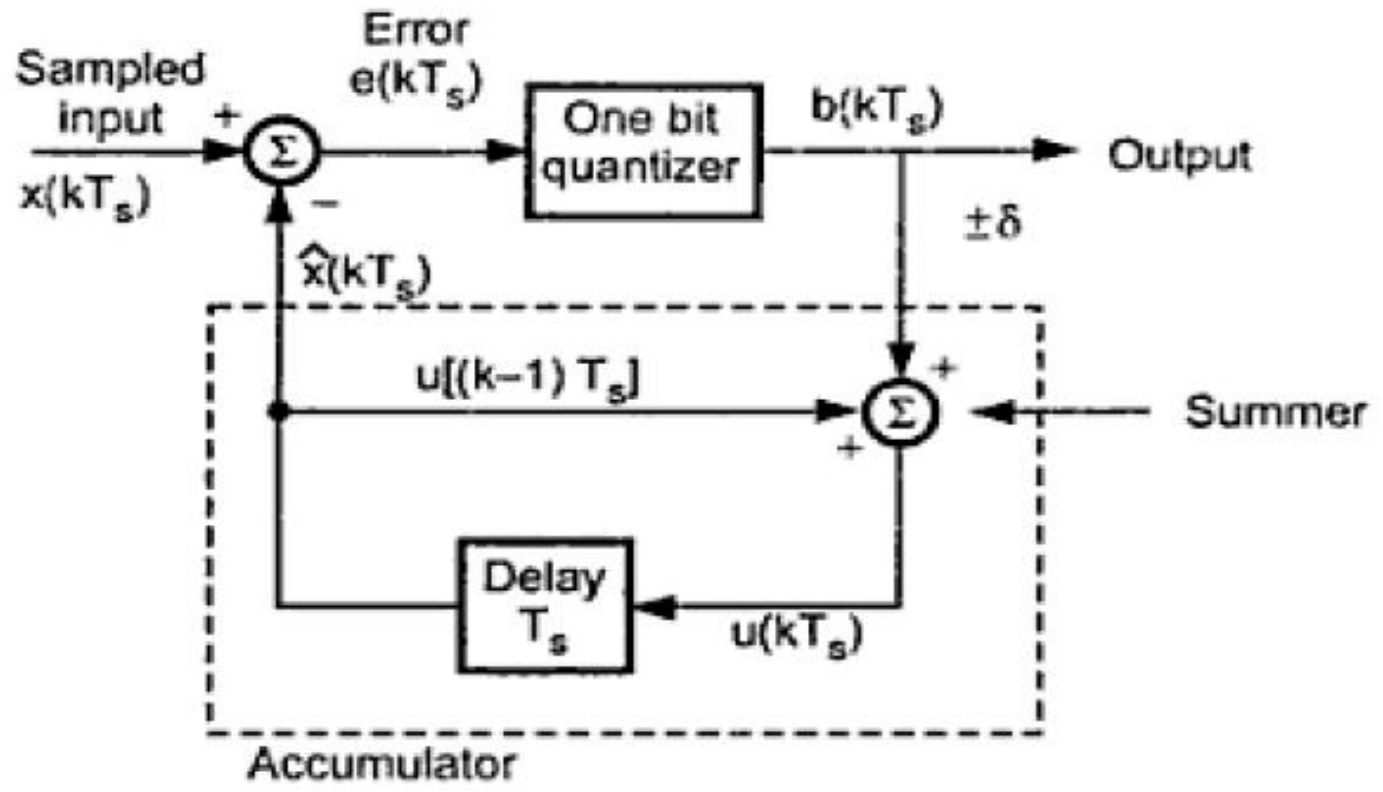 Error
e(kTₛ)
Sampled
input
x(kTₛ)
+
Σ
−
One bit
quantizer
b(kTₛ)
Output
±δ
x̂(kTₛ)
u[(k−1) Tₛ]
+
Σ
+
Summer
Delay
Tₛ
u(kTₛ)
Accumulator